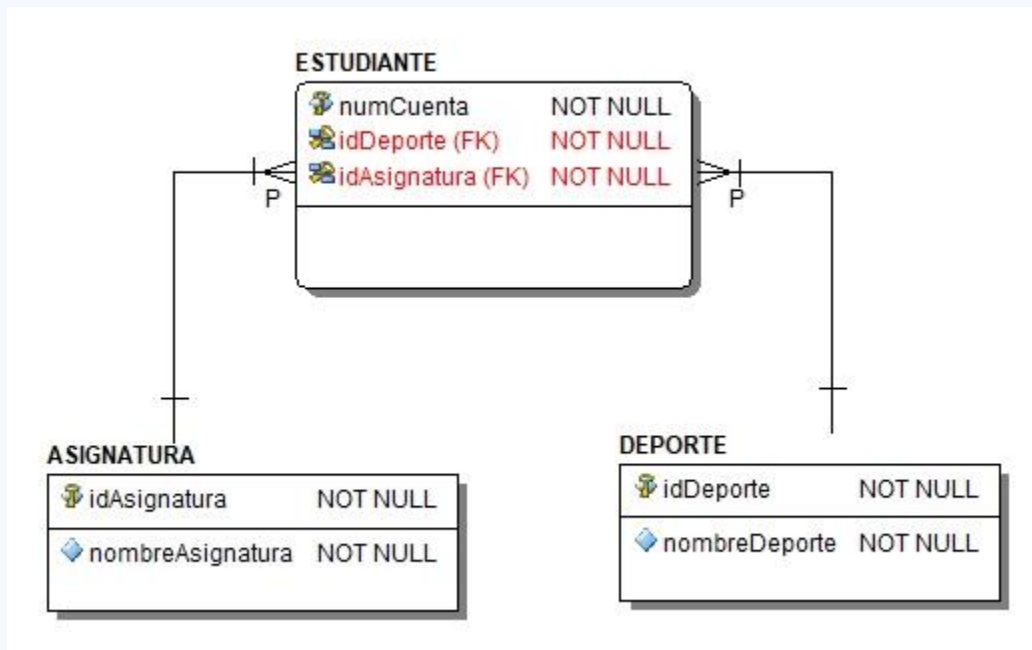 ESTUDIANTE
numCuenta NOT NULL
idDeporte (FK) NOT NULL
idAsignatura (FK) NOT NULL
P P
ASIGNATURA
idAsignatura NOT NULL
nombreAsignatura NOT NULL
DEPORTE
idDeporte NOT NULL
nombreDeporte NOT NULL